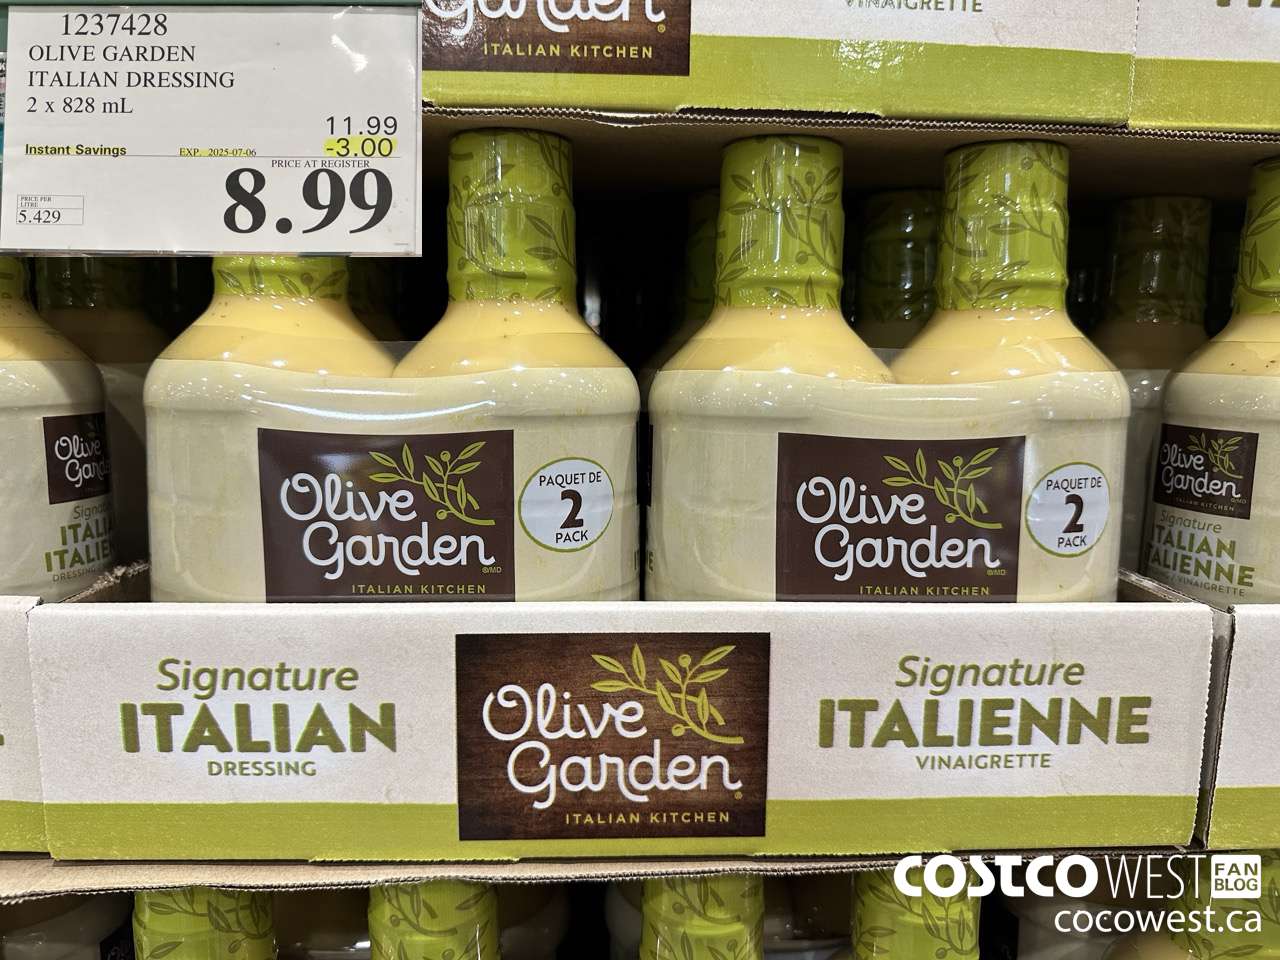 1237428
OLIVE GARDEN
ITALIAN DRESSING
2 x 828 mL
11.99
Instant Savings EXP. 2025-07-06 -3.00
PRICE AT REGISTER
8.99
PRICE PER
LITRE
5.429
Garden
ITALIAN KITCHEN
VINAIGRETTE
Olive
Garden
Signature
ITALIAN
ITALIENNE
DRESSING
Olive
Garden
®/MD
ITALIAN KITCHEN
PAQUET DE
2
PACK
Olive
Garden
®/MD
ITALIAN KITCHEN
PAQUET DE
2
PACK
Olive
Garden
®/MD
ITALIAN KITCHEN
Signature
ITALIAN
ITALIENNE
VINAIGRETTE
Signature
ITALIAN
DRESSING
Olive
Garden
ITALIAN KITCHEN
Signature
ITALIENNE
VINAIGRETTE
COSTCO WEST FAN BLOG
cocowest.ca